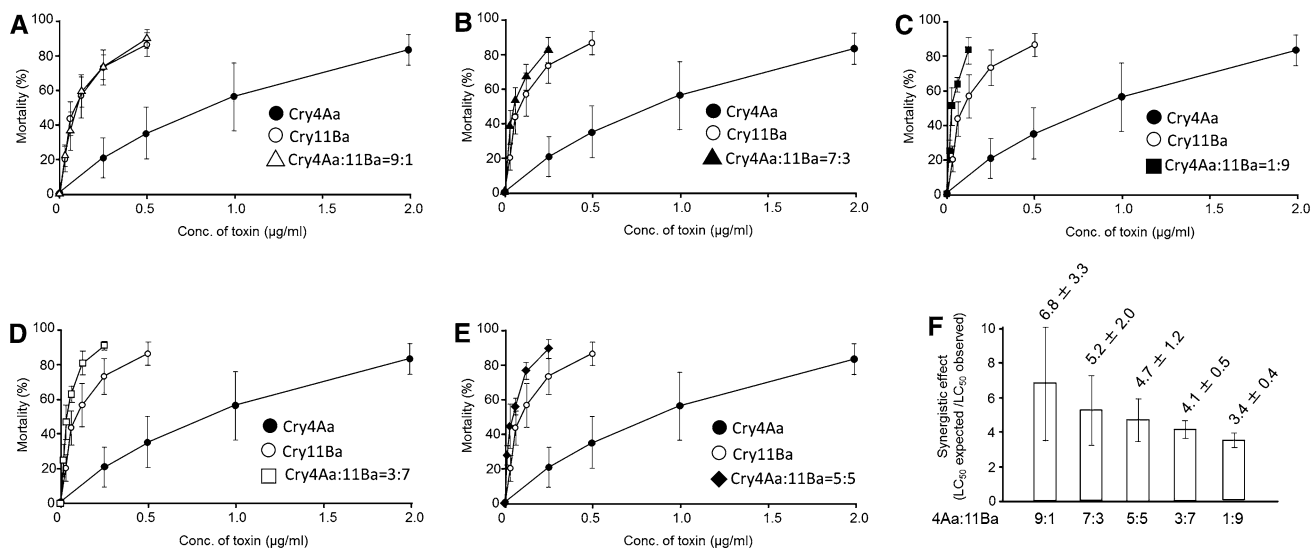 A
Mortality (%)
100
80
60
40
20
0
Cry4Aa
Cry11Ba
Cry4Aa:11Ba=9:1
0 0.5 1.0 1.5 2.0
Conc. of toxin (µg/ml)
B
Mortality (%)
100
80
60
40
20
0
Cry4Aa
Cry11Ba
Cry4Aa:11Ba=7:3
0 0.5 1.0 1.5 2.0
Conc. of toxin (µg/ml)
C
Mortality (%)
100
80
60
40
20
0
Cry4Aa
Cry11Ba
Cry4Aa:11Ba=1:9
0 0.5 1.0 1.5 2.0
Conc. of toxin (µg/ml)
D
Mortality (%)
100
80
60
40
20
0
Cry4Aa
Cry11Ba
Cry4Aa:11Ba=3:7
0 0.5 1.0 1.5 2.0
Conc. of toxin (µg/ml)
E
Mortality (%)
100
80
60
40
20
0
Cry4Aa
Cry11Ba
Cry4Aa:11Ba=5:5
0 0.5 1.0 1.5 2.0
Conc. of toxin (µg/ml)
F
Synergistic effect
(LC50 expected /LC50 observed)
10
8
6
4
2
0
6.8 ± 3.3
5.2 ± 2.0
4.7 ± 1.2
4.1 ± 0.5
3.4 ± 0.4
4Aa:11Ba 9:1 7:3 5:5 3:7 1:9